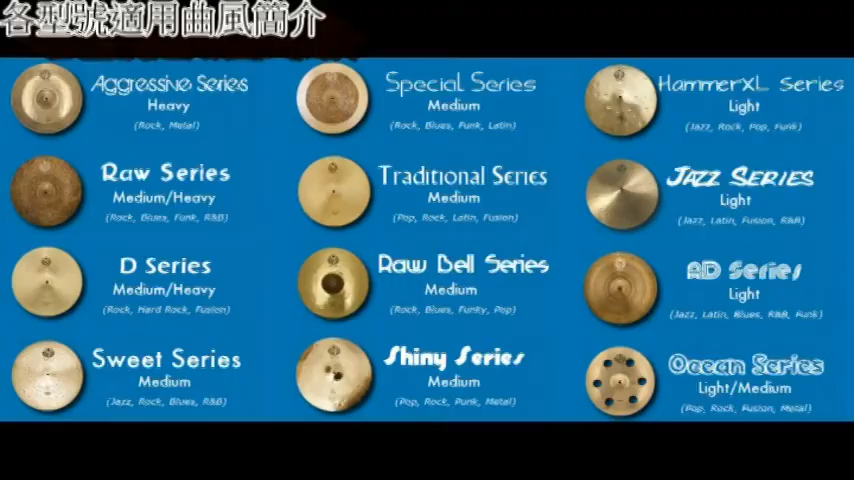 各型號適用曲風簡介
Aggressive Series
Heavy
(Rock, Metal)
Raw Series
Medium/Heavy
(Rock, Blues, Funk, R&B)
D Series
Medium/Heavy
(Rock, Hard Rock, Fusion)
Sweet Series
Medium
(Jazz, Rock, Blues, R&B)
Special Series
Medium
(Rock, Blues, Funk, Latin)
Traditional Series
Medium
(Pop, Rock, Latin, Fusion)
Raw Bell Series
Medium
(Rock, Blues, Funky, Pop)
Shiny Series
Medium
(Pop, Rock, Punk, Metal)
HammerXL Series
Light
(Jazz, Rock, Pop, Funk)
Jazz Series
Light
(Jazz, Latin, Fusion, R&B)
AD Series
Light
(Jazz, Latin, Blues, R&B, Funk)
Ocean Series
Light/Medium
(Pop, Rock, Fusion, Metal)